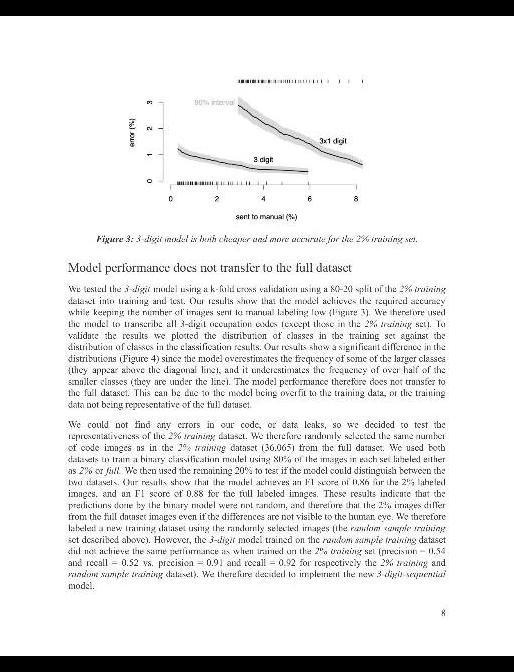 3
2
1
0
error (%)
90% interval
3x1 digit
3 digit
0 2 4 6 8
sent to manual (%)
Figure 3: 3-digit model is both cheaper and more accurate for the 2% training set.
Model performance does not transfer to the full dataset
We tested the 3-digit model using a k-fold cross validation using a 80-20 split of the 2% training
dataset into training and test. Our results show that the model achieves the required accuracy
while keeping the number of images sent to manual labeling low (Figure 3). We therefore used
the model to transcribe all 3-digit occupation codes (except those in the 2% training set). To
validate the results we plotted the distribution of classes in the training set against the
distribution of classes in the classification results. Our results show a significant difference in the
distributions (Figure 4) since the model overestimates the frequency of some of the larger classes
(they appear above the diagonal line), and it underestimates the frequency of over half of the
smaller classes (they are under the line). The model performance therefore does not transfer to
the full dataset. This can be due to the model being overfit to the training data, or the training
data not being representative of the full dataset.
We could not find any errors in our code, or data leaks, so we decided to test the
representativeness of the 2% training dataset. We therefore randomly selected the same number
of code images as in the 2% training dataset (36,065) from the full dataset. We used both
datasets to train a binary classification model using 80% of the images in each set labeled either
as 2% or full. We then used the remaining 20% to test if the model could distinguish between the
two datasets. Our results show that the model achieves an F1 score of 0.86 for the 2% labeled
images, and an F1 score of 0.88 for the full labeled images. These results indicate that the
predictions done by the binary model were not random, and therefore that the 2% images differ
from the full dataset images even if the differences are not visible to the human eye. We therefore
labeled a new training dataset using the randomly selected images (the random sample training
set described above). However, the 3-digit model trained on the random sample training dataset
did not achieve the same performance as when trained on the 2% training set (precision = 0.54
and recall = 0.52 vs. precision = 0.91 and recall = 0.92 for respectively the 2% training and
random sample training dataset). We therefore decided to implement the new 3-digit-sequential
model.
8